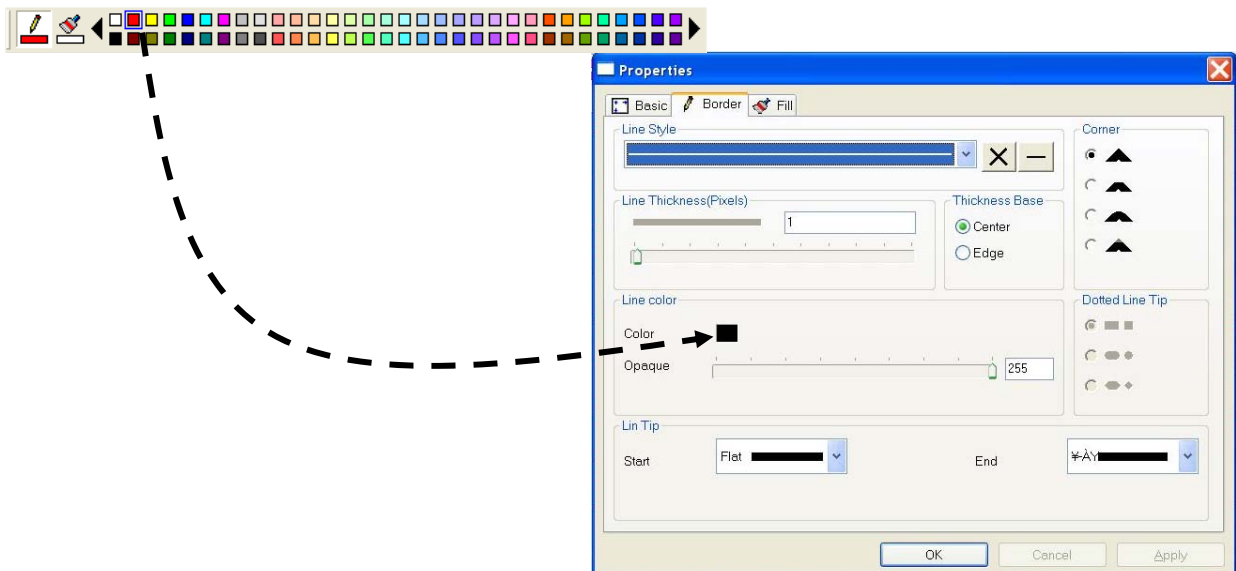 Properties
Basic Border Fill
Line Style
Corner
Line Thickness(Pixels)
1
Thickness Base
Center
Edge
Line color
Color
Opaque
255
Dotted Line Tip
Lin Tip
Start
Flat
End
¥-ÀY
OK
Cancel
Apply